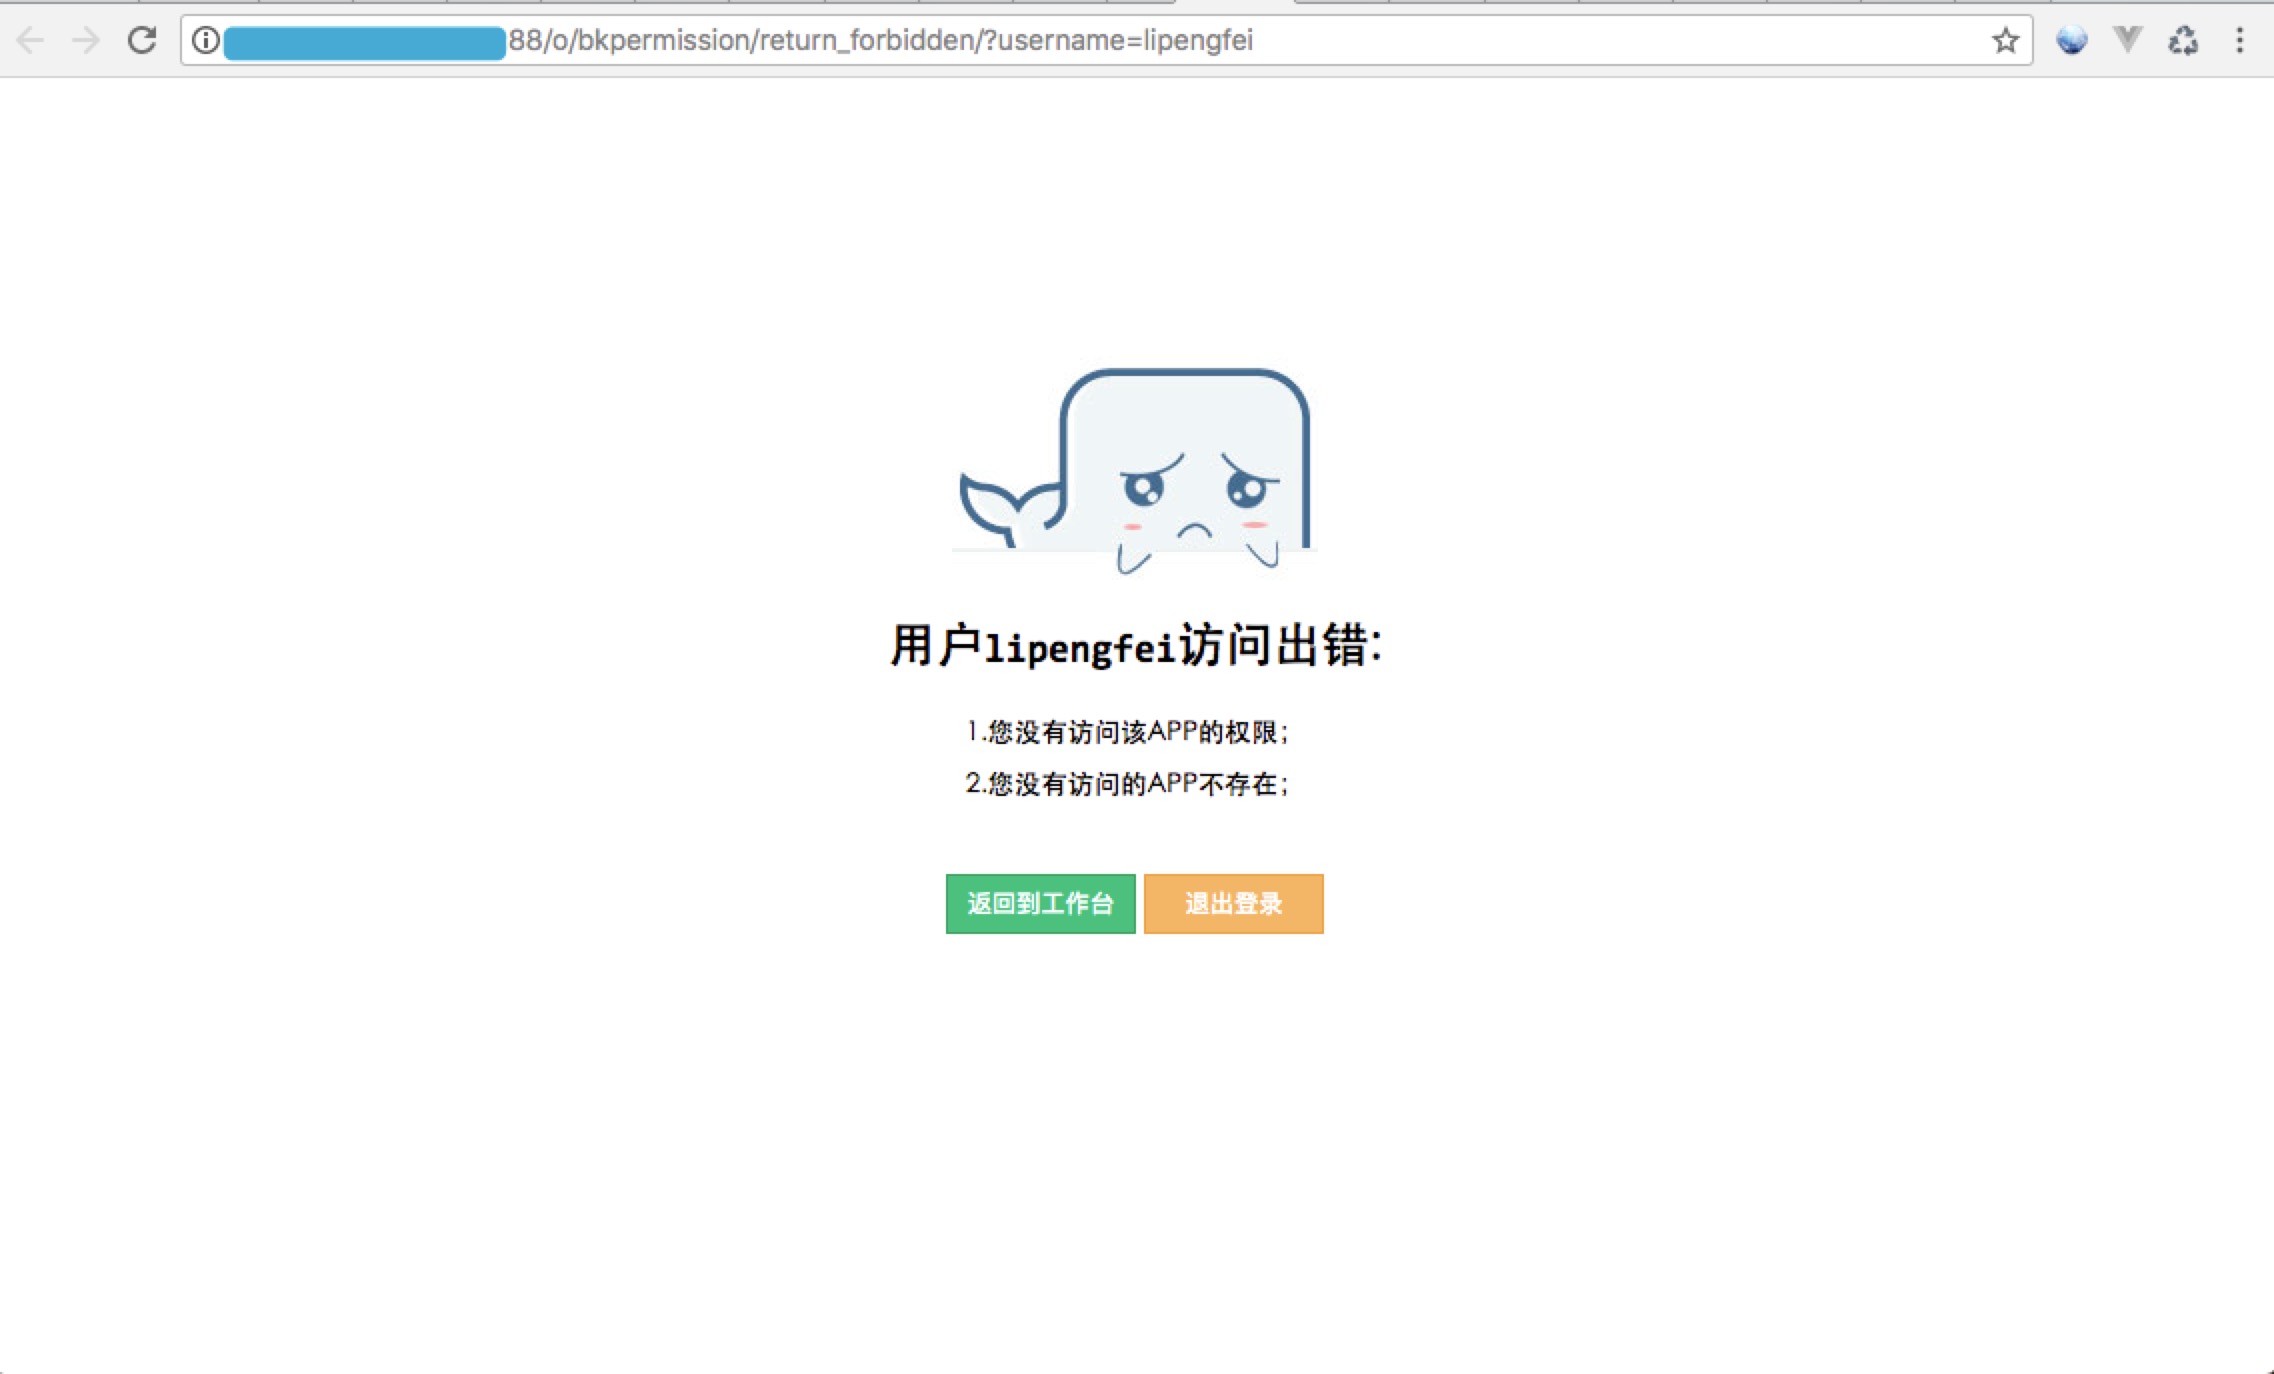 88/o/bkpermission/return_forbidden/?username=lipengfei
用户lipengfei访问出错:
1.您没有访问该APP的权限;
2.您没有访问的APP不存在;
返回到工作台 退出登录